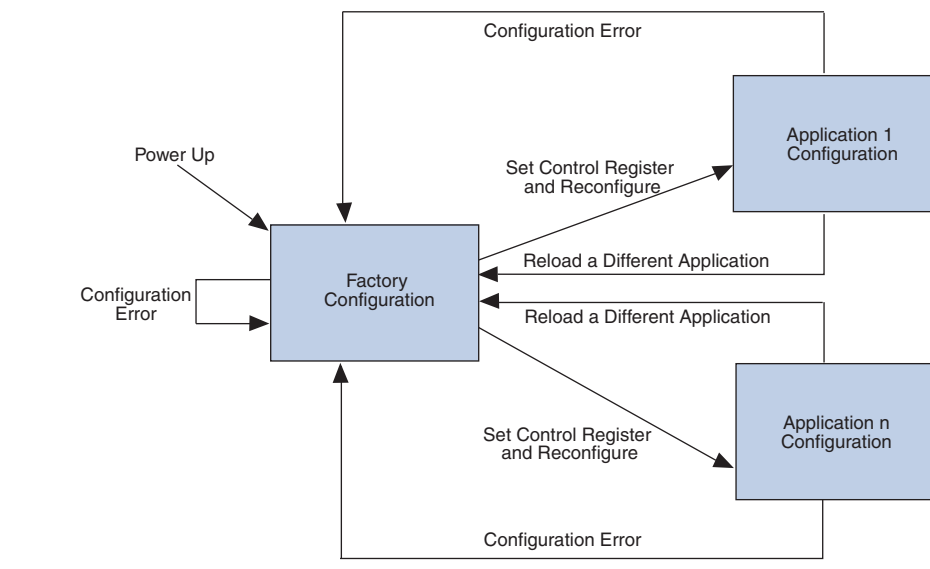 Configuration Error
Application 1
Configuration
Power Up
Set Control Register
and Reconfigure
Reload a Different Application
Factory
Configuration
Configuration
Error
Reload a Different Application
Application n
Configuration
Set Control Register
and Reconfigure
Configuration Error